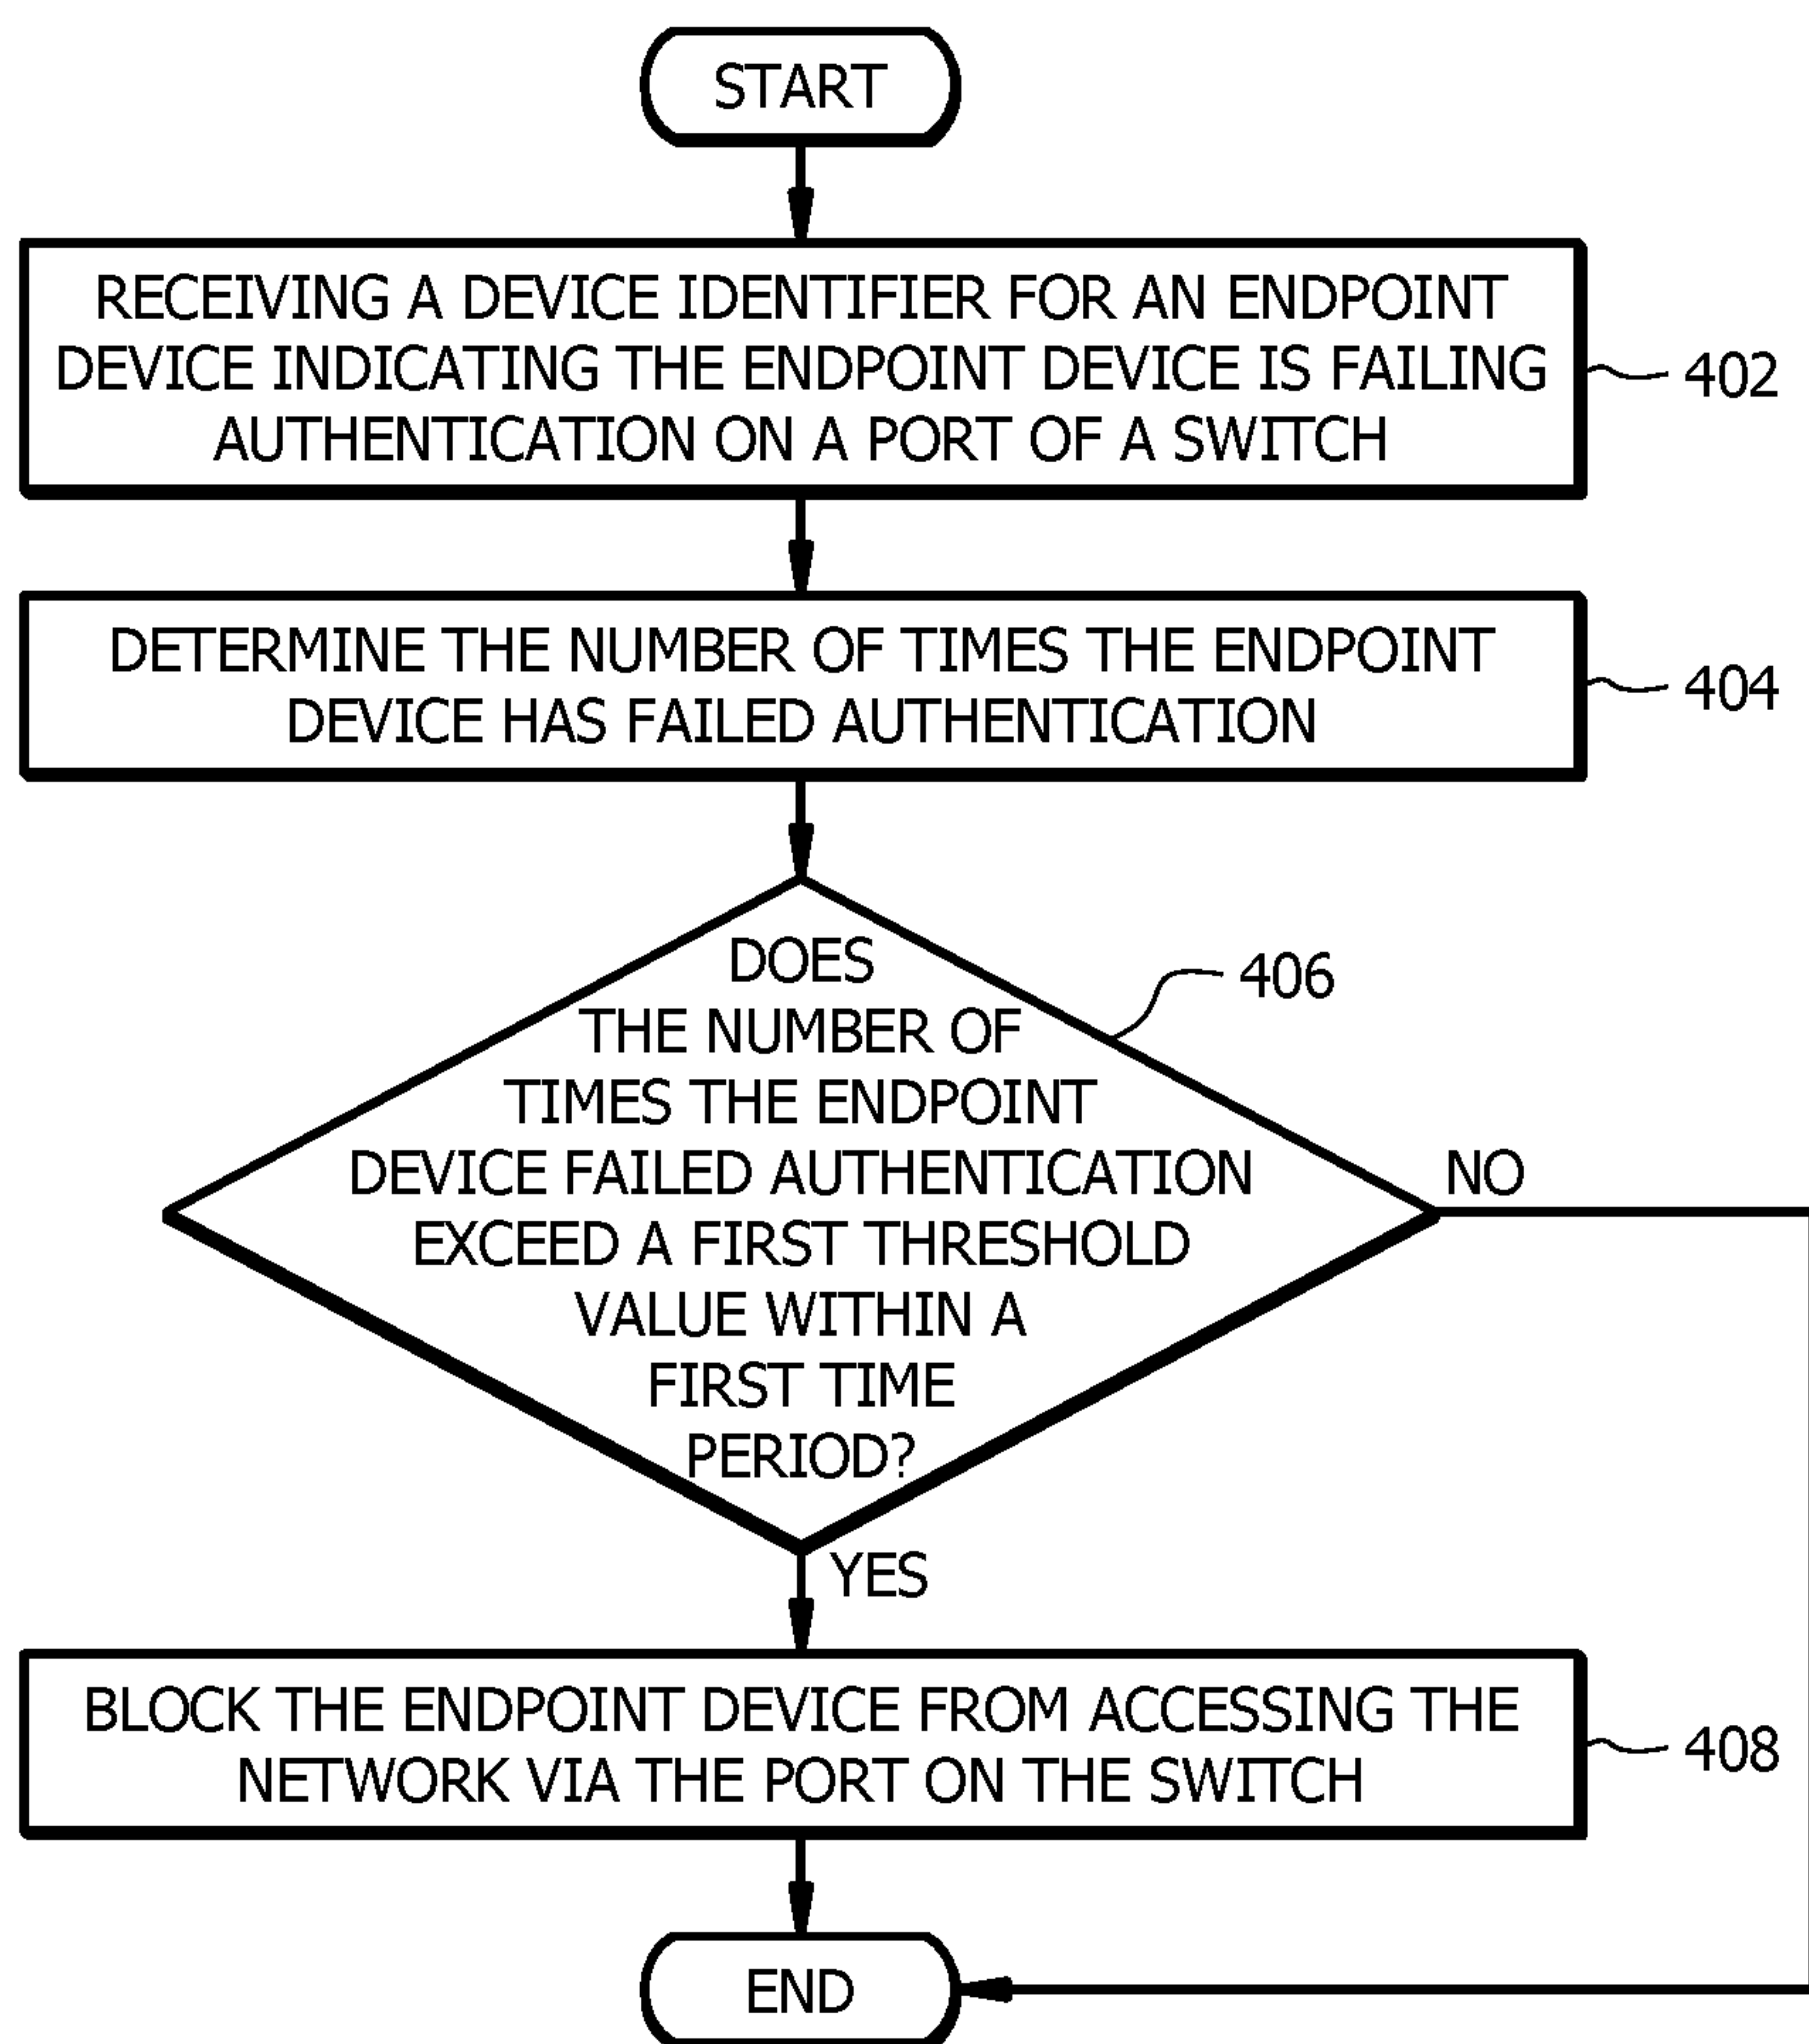 START
RECEIVING A DEVICE IDENTIFIER FOR AN ENDPOINT
DEVICE INDICATING THE ENDPOINT DEVICE IS FAILING
AUTHENTICATION ON A PORT OF A SWITCH
402
DETERMINE THE NUMBER OF TIMES THE ENDPOINT
DEVICE HAS FAILED AUTHENTICATION
404
DOES
THE NUMBER OF
TIMES THE ENDPOINT
DEVICE FAILED AUTHENTICATION
EXCEED A FIRST THRESHOLD
VALUE WITHIN A
FIRST TIME
PERIOD?
406
NO
YES
BLOCK THE ENDPOINT DEVICE FROM ACCESSING THE
NETWORK VIA THE PORT ON THE SWITCH
408
END